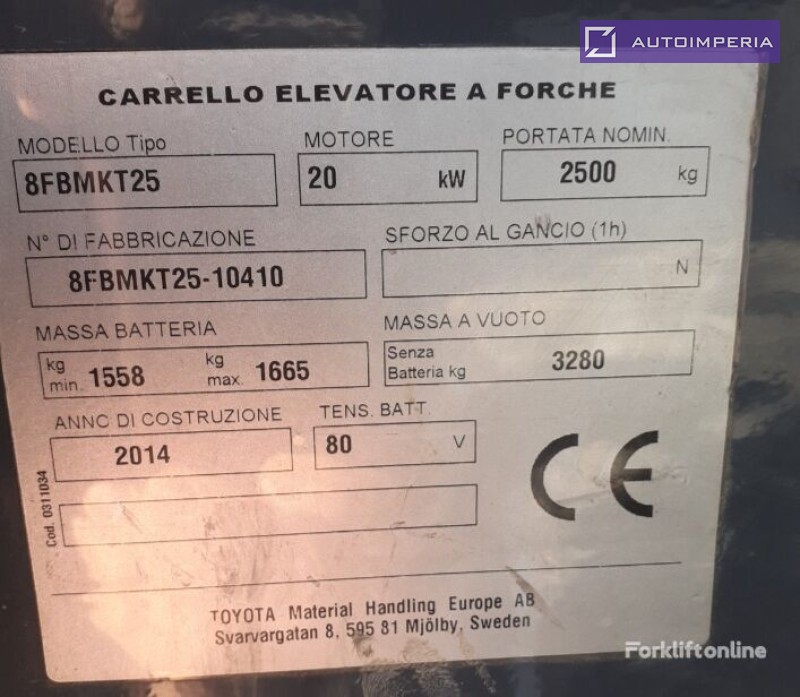 AUTOIMPERIA
CARRELLO ELEVATORE A FORCHE
MODELLO Tipo
8FBMKT25
MOTORE
20 kW
PORTATA NOMIN.
2500 kg
N° DI FABBRICAZIONE
8FBMKT25-10410
SFORZO AL GANCIO (1h)
N
MASSA BATTERIA
kg min. 1558 kg max. 1665
MASSA A VUOTO
Senza
Batteria kg 3280
ANNO DI COSTRUZIONE
2014
TENS. BATT.
80 V
CE
Cod. 0311034
TOYOTA Material Handling Europe AB
Svarvargatan 8, 595 81 Mjölby, Sweden
Forkliftonline